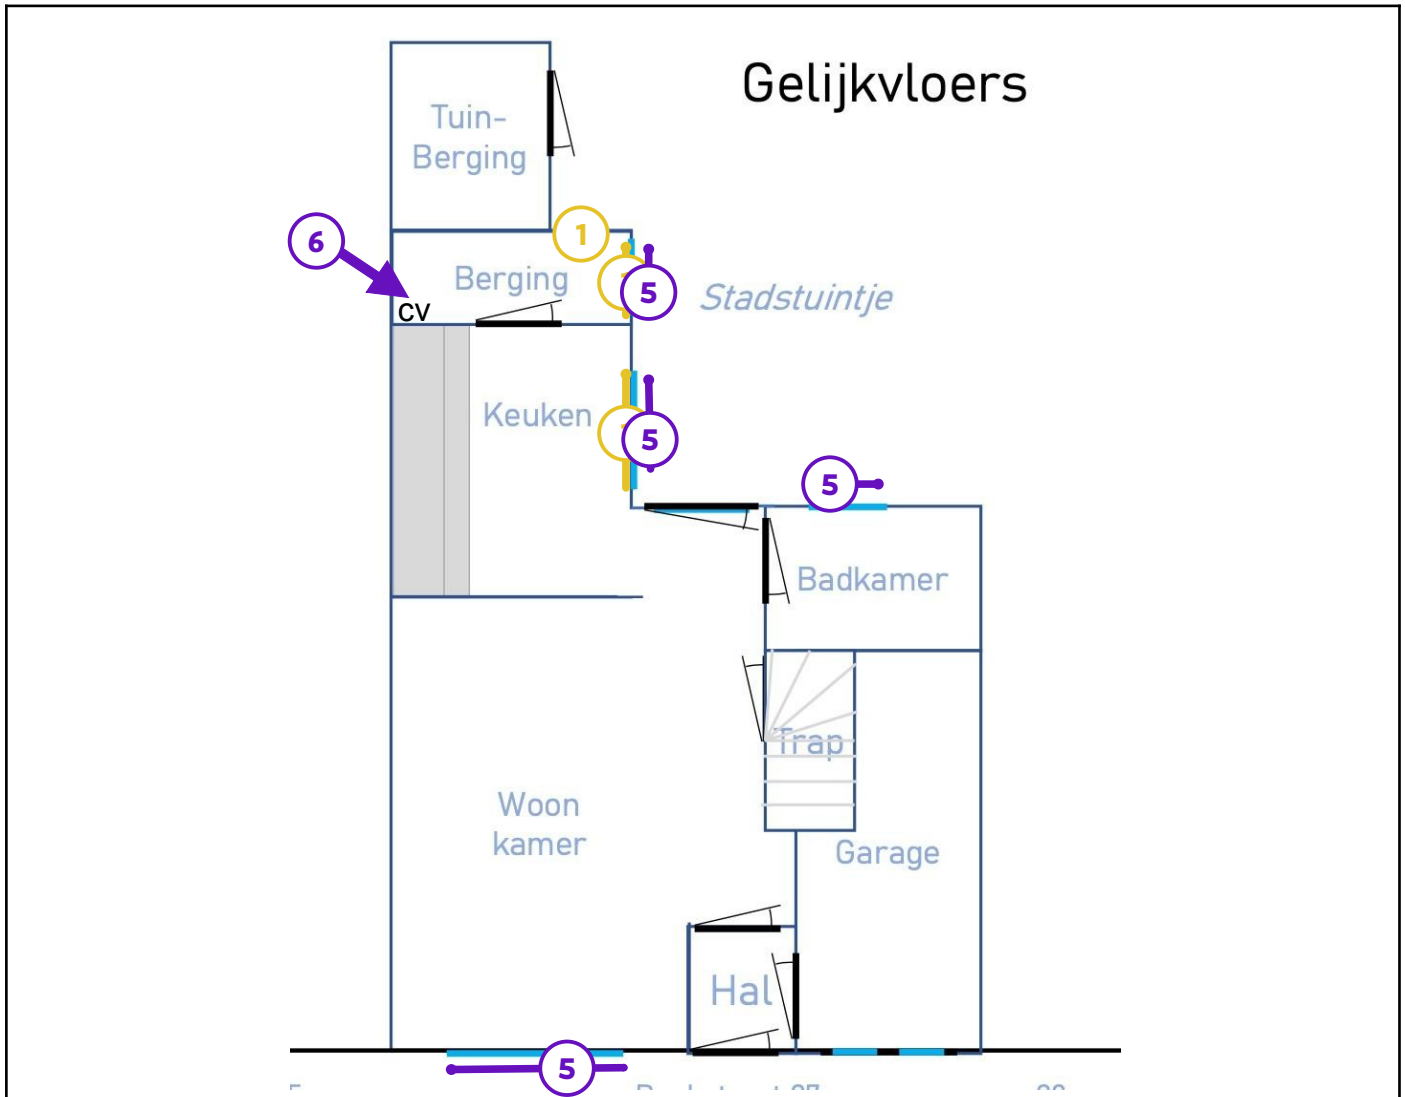 Gelijkvloers
Tuin-
Berging
1
6
Berging
5
CV
Stadstuintje
Keuken
5
5
Badkamer
Trap
Woon
kamer
Garage
Hal
5